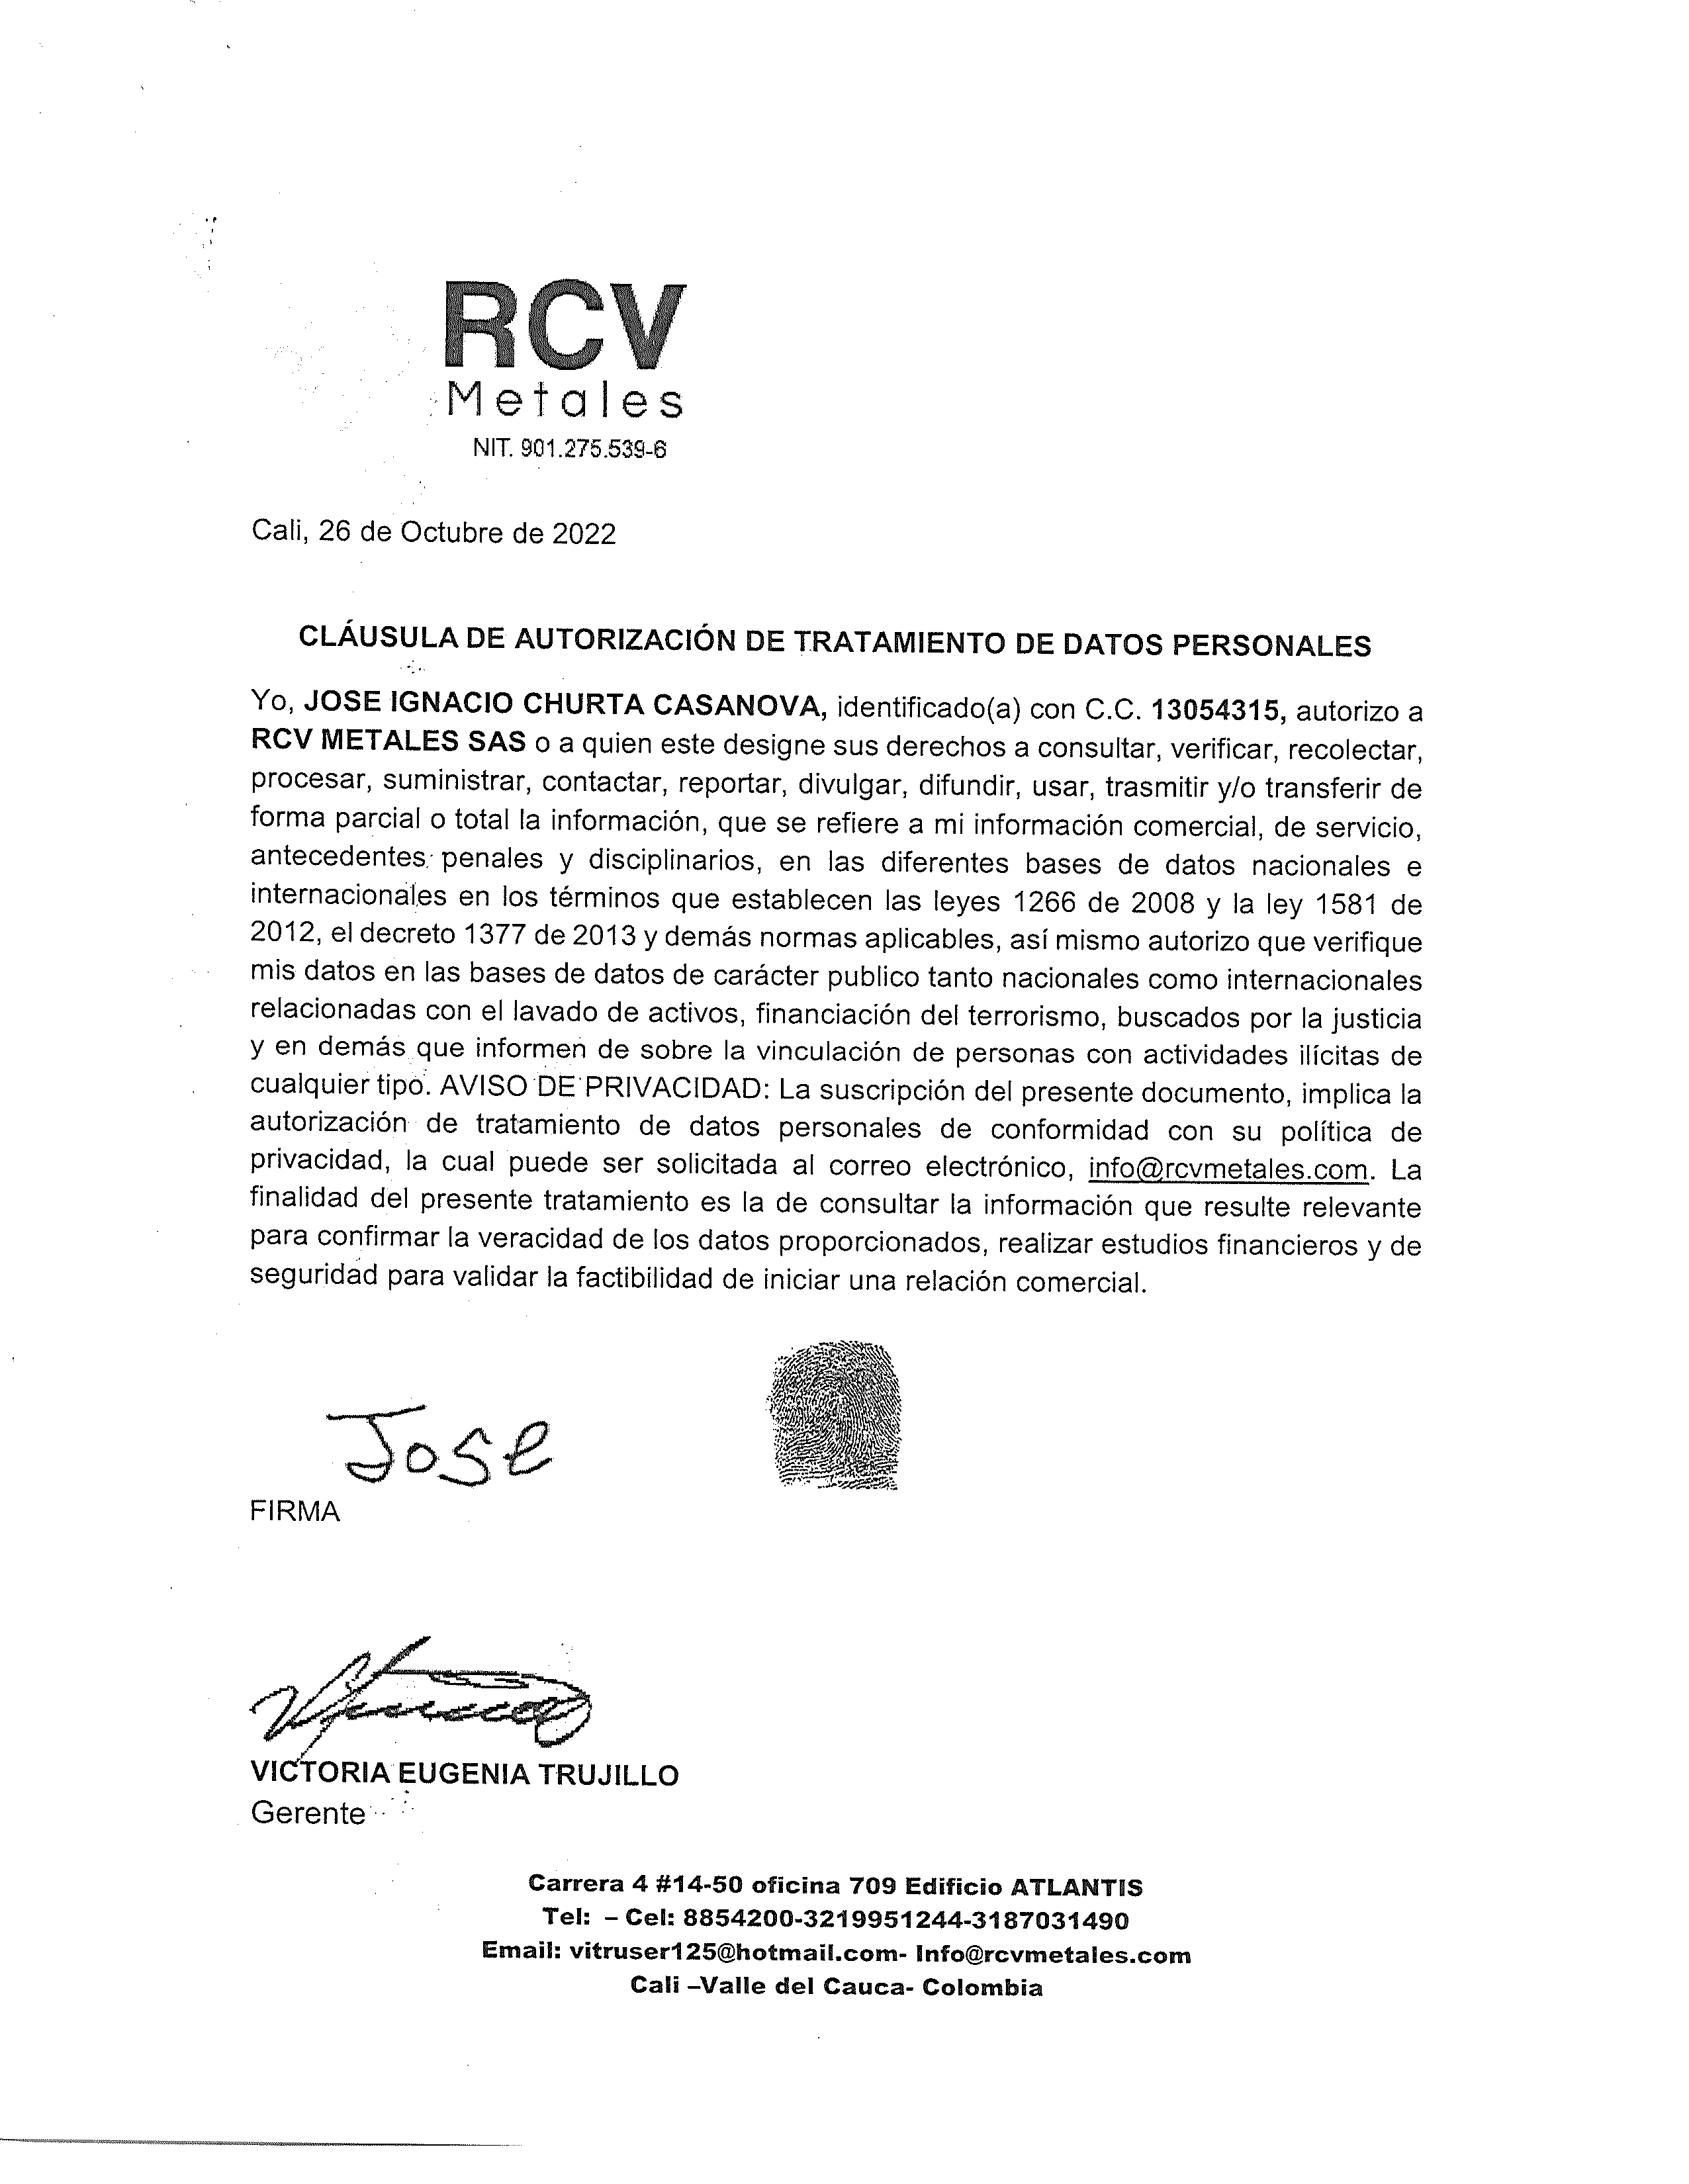 RCV
Metales
NIT. 901.275.539-6
Cali, 26 de Octubre de 2022
CLÁUSULA DE AUTORIZACIÓN DE TRATAMIENTO DE DATOS PERSONALES
Yo, JOSE IGNACIO CHURTA CASANOVA, identificado(a) con C.C. 13054315, autorizo a
RCV METALES SAS o a quien este designe sus derechos a consultar, verificar, recolectar,
procesar, suministrar, contactar, reportar, divulgar, difundir, usar, trasmitir y/o transferir de
forma parcial o total la información, que se refiere a mi información comercial, de servicio,
antecedentes penales y disciplinarios, en las diferentes bases de datos nacionales e
internacionales en los términos que establecen las leyes 1266 de 2008 y la ley 1581 de
2012, el decreto 1377 de 2013 y demás normas aplicables, así mismo autorizo que verifique
mis datos en las bases de datos de carácter publico tanto nacionales como internacionales
relacionadas con el lavado de activos, financiación del terrorismo, buscados por la justicia
y en demás que informen de sobre la vinculación de personas con actividades ilícitas de
cualquier tipo. AVISO DE PRIVACIDAD: La suscripción del presente documento, implica la
autorización de tratamiento de datos personales de conformidad con su política de
privacidad, la cual puede ser solicitada al correo electrónico, info@rcvmetales.com. La
finalidad del presente tratamiento es la de consultar la información que resulte relevante
para confirmar la veracidad de los datos proporcionados, realizar estudios financieros y de
seguridad para validar la factibilidad de iniciar una relación comercial.
Jose
FIRMA
VICTORIA EUGENIA TRUJILLO
Gerente
Carrera 4 #14-50 oficina 709 Edificio ATLANTIS
Tel: – Cel: 8854200-3219951244-3187031490
Email: vitruser125@hotmail.com- Info@rcvmetales.com
Cali –Valle del Cauca- Colombia